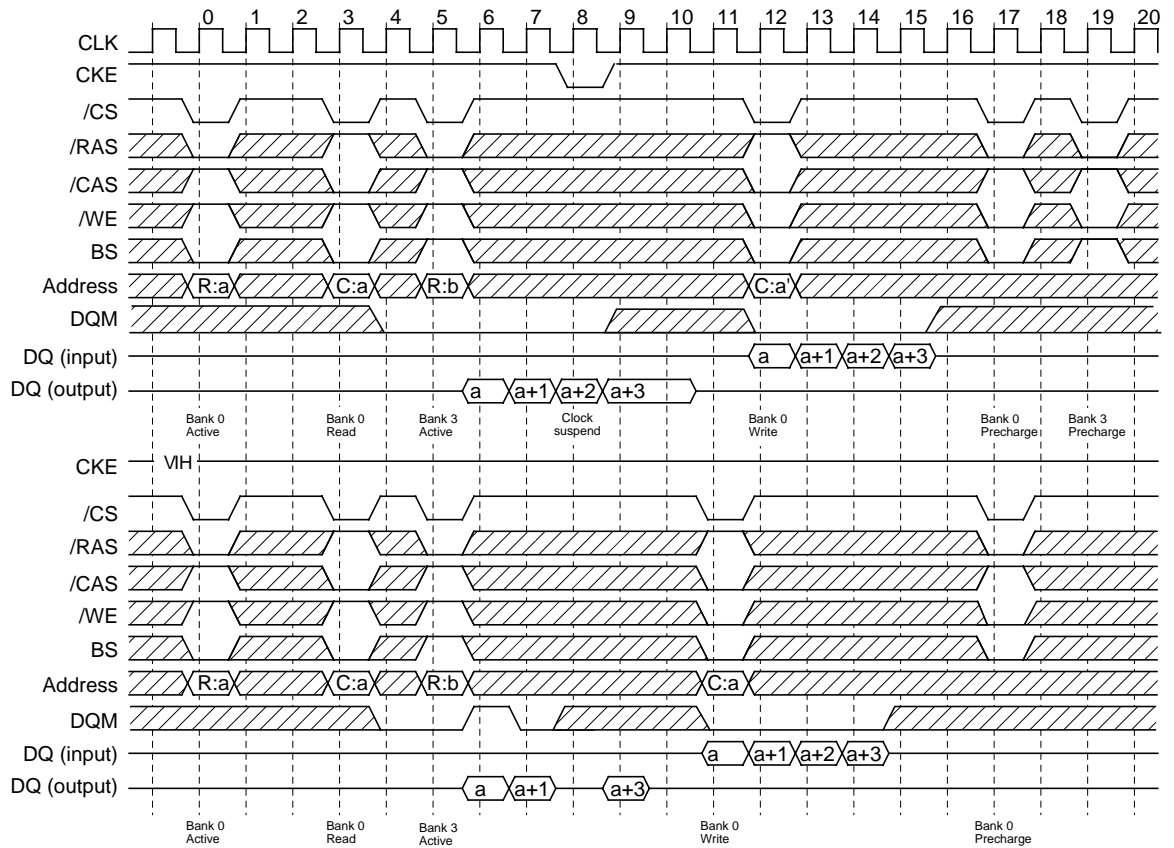 0 1 2 3 4 5 6 7 8 9 10 11 12 13 14 15 16 17 18 19 20
CLK
CKE
/CS
/RAS
/CAS
/WE
BS
Address R:a C:a R:b C:a'
DQM
DQ (input) a a+1 a+2 a+3
DQ (output) a a+1 a+2 a+3
Bank 0 Bank 0 Bank 3 Clock Bank 0 Bank 0 Bank 3
Active Read Active suspend Write Precharge Precharge
CKE VIH
/CS
/RAS
/CAS
/WE
BS
Address R:a C:a R:b C:a
DQM
DQ (input) a a+1 a+2 a+3
DQ (output) a a+1 a+3
Bank 0 Bank 0 Bank 3 Bank 0 Bank 0
Active Read Active Write Precharge